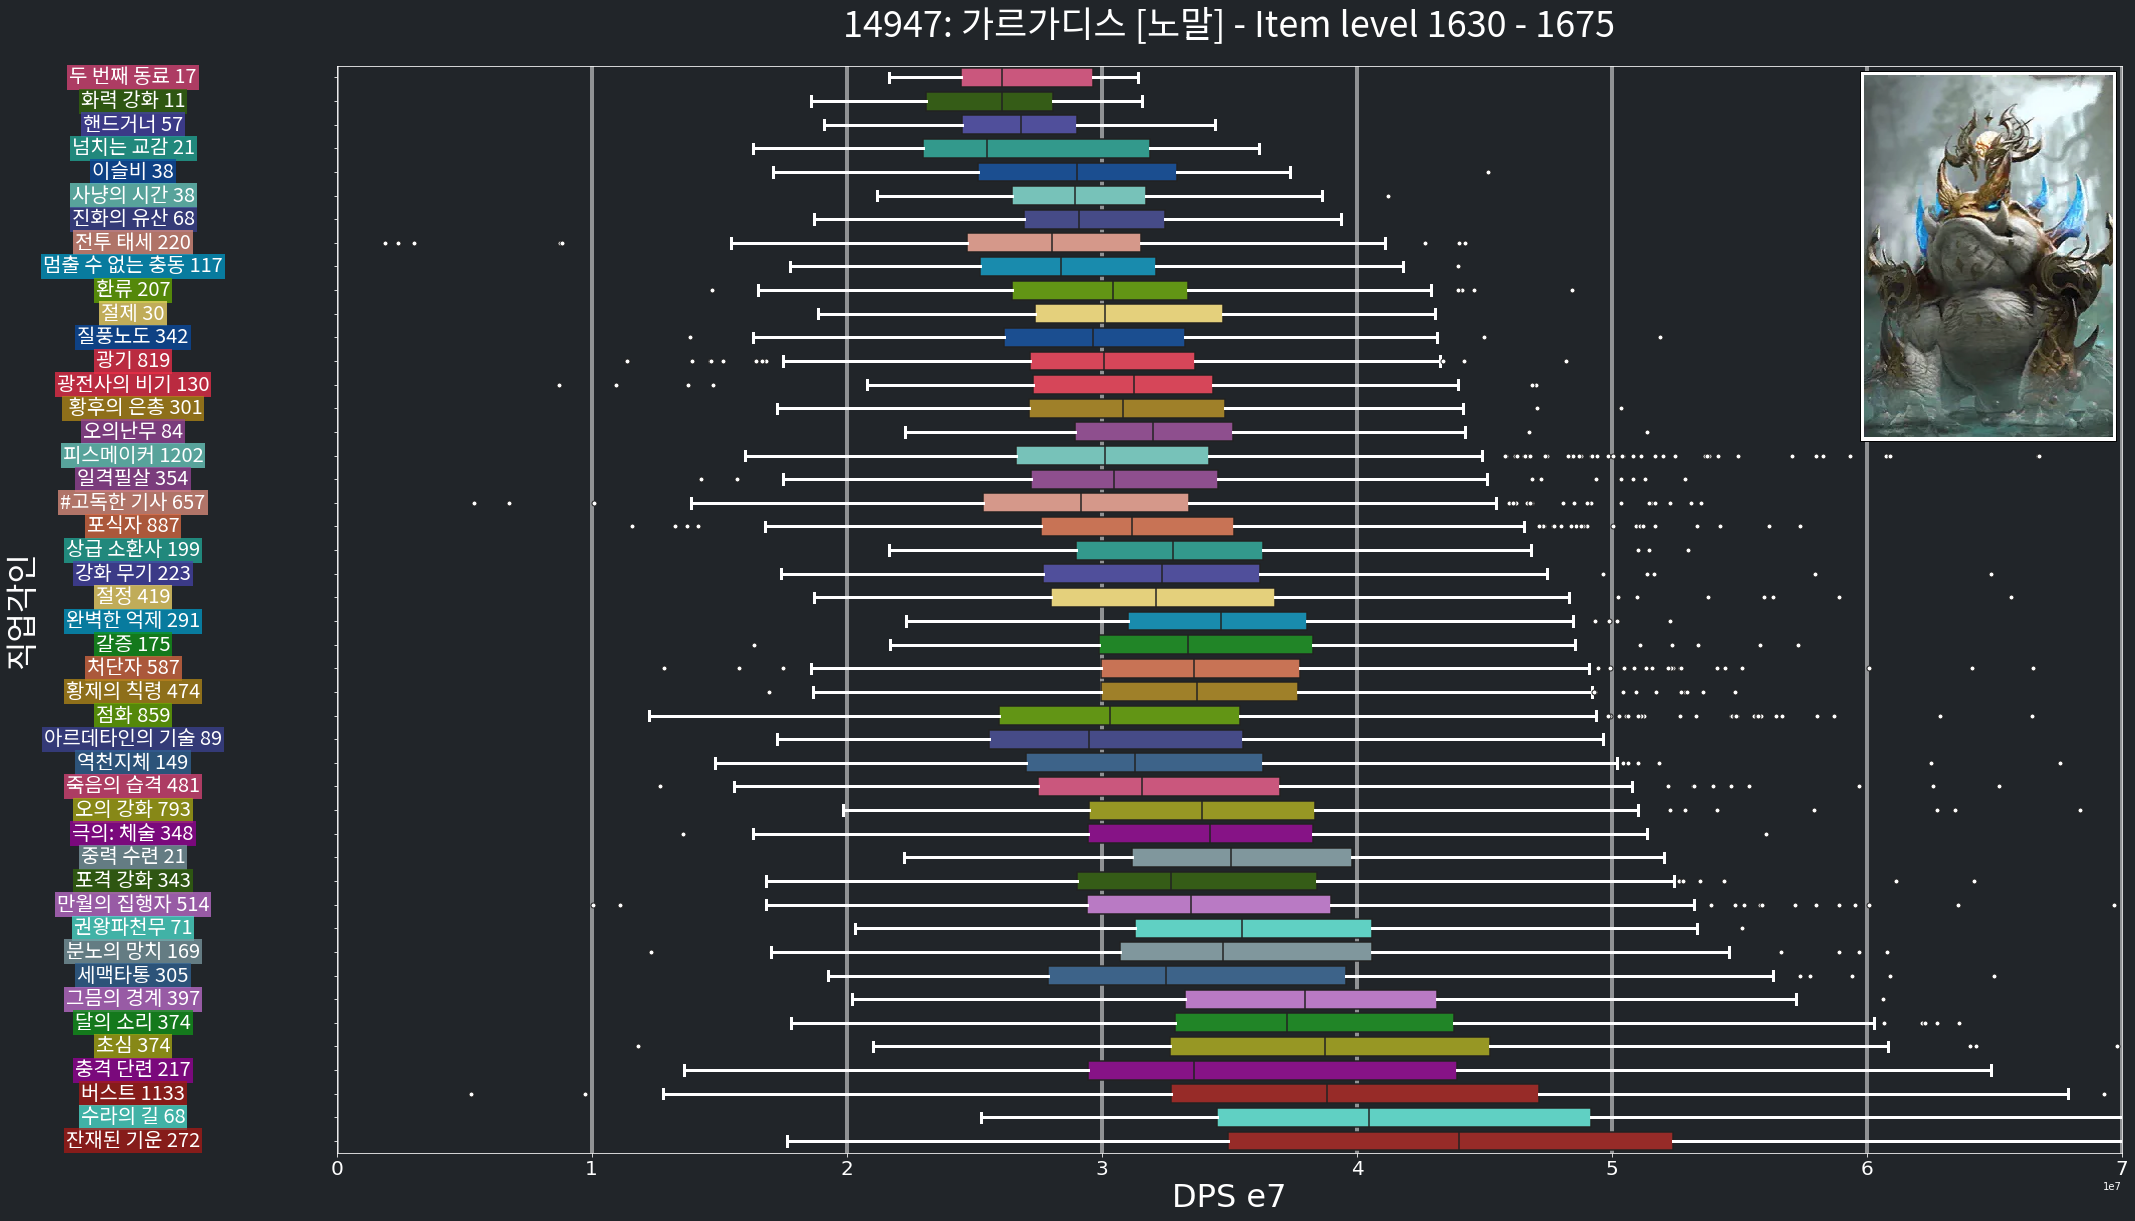 14947: 가르가디스 [노말] - Item level 1630 - 1675
직업각인
두 번째 동료 17
화력 강화 11
핸드거너 57
넘치는 교감 21
이슬비 38
사냥의 시간 38
진화의 유산 68
전투 태세 220
멈출 수 없는 충동 117
환류 207
절제 30
질풍노도 342
광기 819
광전사의 비기 130
황후의 은총 301
오의난무 84
피스메이커 1202
일격필살 354
#고독한 기사 657
포식자 887
상급 소환사 199
강화 무기 223
절정 419
완벽한 억제 291
갈증 175
처단자 587
황제의 칙령 474
점화 859
아르데타인의 기술 89
역천지체 149
죽음의 습격 481
오의 강화 793
극의: 체술 348
중력 수련 21
포격 강화 343
만월의 집행자 514
권왕파천무 71
분노의 망치 169
세맥타통 305
그믐의 경계 397
달의 소리 374
초심 374
충격 단련 217
버스트 1133
수라의 길 68
잔재된 기운 272
0 1 2 3 4 5 6 7
1e7
DPS e7